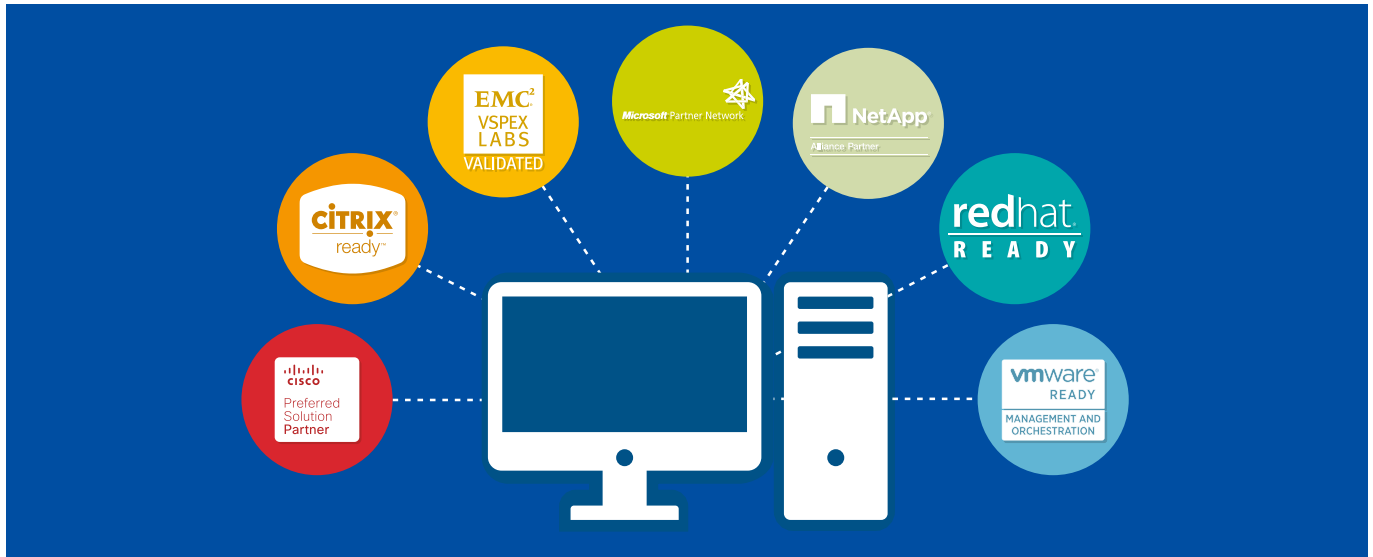 EMC²
VSPEX
LABS
VALIDATED
Microsoft Partner Network
NetApp®
Alliance Partner
CiTRIX®
ready™
redhat.
READY
CISCO
Preferred
Solution
Partner
vmware®
READY
MANAGEMENT AND
ORCHESTRATION